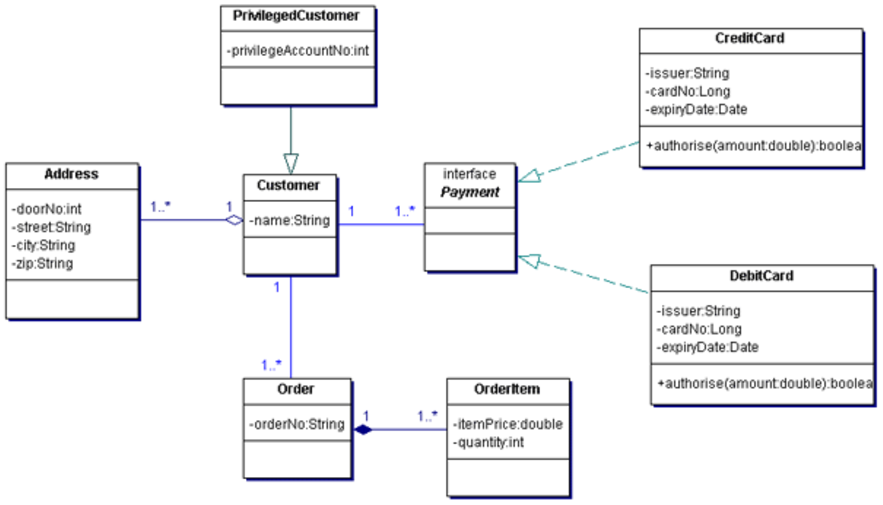 PrivilegedCustomer
-privilegeAccountNo:int
CreditCard
-issuer:String
-cardNo:Long
-expiryDate:Date
+authorise(amount:double):boolea
Address
-doorNo:int
-street:String
-city:String
-zip:String
1..*
1
Customer
-name:String
1
1..*
interface
Payment
DebitCard
-issuer:String
-cardNo:Long
-expiryDate:Date
+authorise(amount:double):boolea
1
1..*
Order
-orderNo:String
1
1..*
OrderItem
-itemPrice:double
-quantity:int